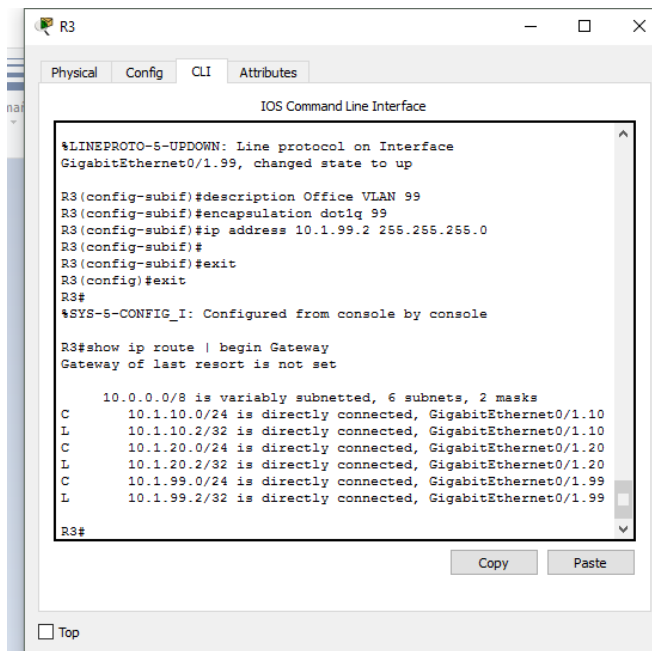 R3
Physical Config CLI Attributes
IOS Command Line Interface
%LINEPROTO-5-UPDOWN: Line protocol on Interface
GigabitEthernet0/1.99, changed state to up
R3(config-subif)#description Office VLAN 99
R3(config-subif)#encapsulation dot1q 99
R3(config-subif)#ip address 10.1.99.2 255.255.255.0
R3(config-subif)#
R3(config-subif)#exit
R3(config)#exit
R3#
%SYS-5-CONFIG_I: Configured from console by console
R3#show ip route | begin Gateway
Gateway of last resort is not set
10.0.0.0/8 is variably subnetted, 6 subnets, 2 masks
C 10.1.10.0/24 is directly connected, GigabitEthernet0/1.10
L 10.1.10.2/32 is directly connected, GigabitEthernet0/1.10
C 10.1.20.0/24 is directly connected, GigabitEthernet0/1.20
L 10.1.20.2/32 is directly connected, GigabitEthernet0/1.20
C 10.1.99.0/24 is directly connected, GigabitEthernet0/1.99
L 10.1.99.2/32 is directly connected, GigabitEthernet0/1.99
R3#
Copy Paste
Top